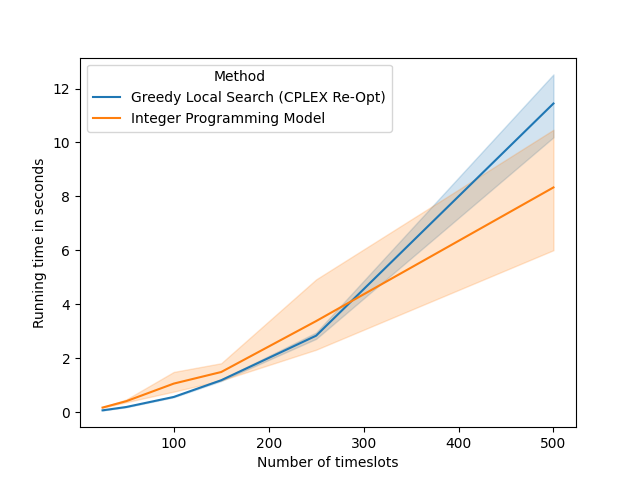 Method
Greedy Local Search (CPLEX Re-Opt)
Integer Programming Model
12
10
8
6
4
2
0
Running time in seconds
100
200
300
400
500
Number of timeslots